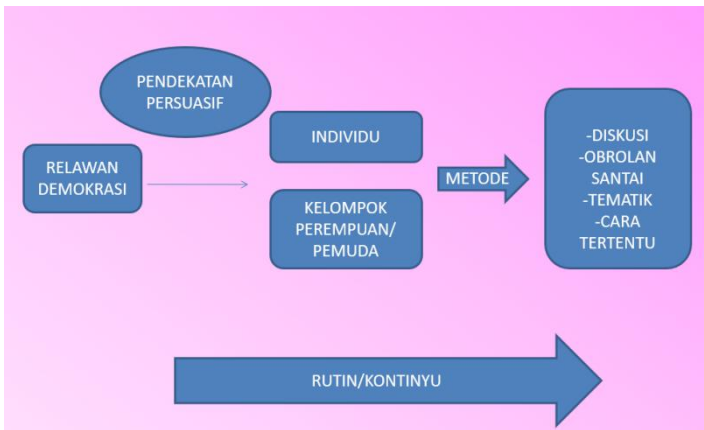 PENDEKATAN
PERSUASIF
RELAWAN
DEMOKRASI
INDIVIDU
KELOMPOK
PEREMPUAN/
PEMUDA
METODE
-DISKUSI
-OBROLAN
SANTAI
-TEMATIK
-CARA
TERTENTU
RUTIN/KONTINYU